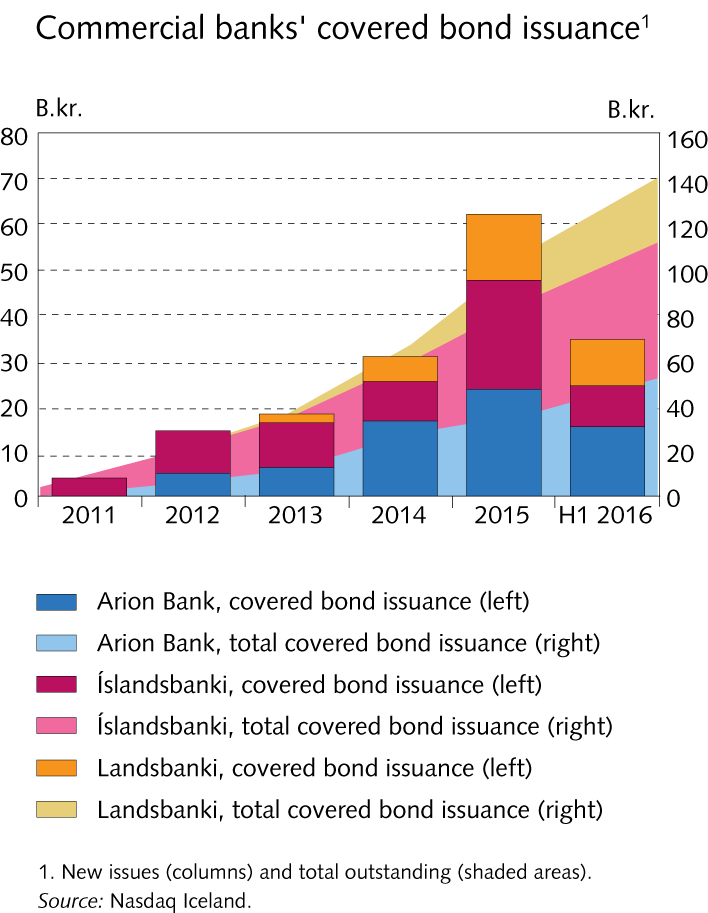 Commercial banks' covered bond issuance¹
B.kr. B.kr.
80 160
70 140
60 120
50 100
40 80
30 60
20 40
10 20
0 0
2011 2012 2013 2014 2015 H1 2016
Arion Bank, covered bond issuance (left)
Arion Bank, total covered bond issuance (right)
Íslandsbanki, covered bond issuance (left)
Íslandsbanki, total covered bond issuance (right)
Landsbanki, covered bond issuance (left)
Landsbanki, total covered bond issuance (right)
1. New issues (columns) and total outstanding (shaded areas).
Source: Nasdaq Iceland.